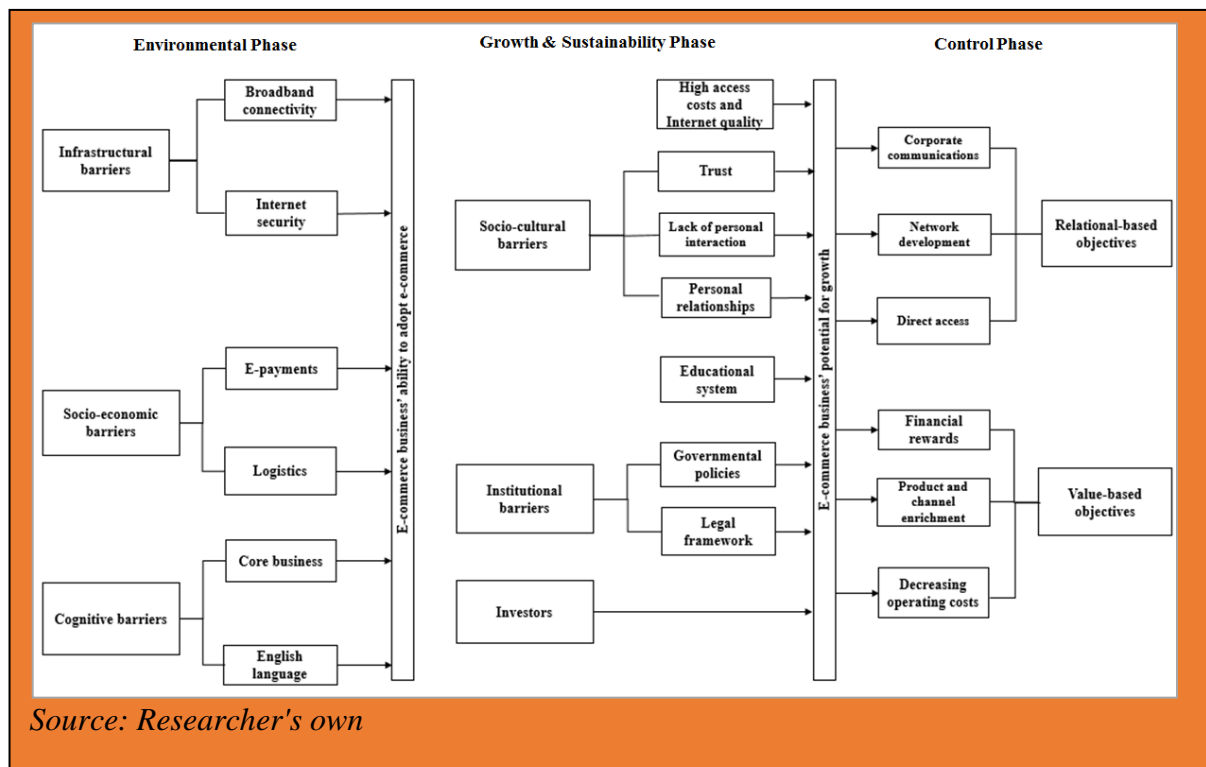 Environmental Phase
Growth & Sustainability Phase
Control Phase
Infrastructural
barriers
Broadband
connectivity
Internet
security
Socio-economic
barriers
E-payments
Logistics
Cognitive barriers
Core business
English
language
E-commerce business' ability to adopt e-commerce
High access
costs and
Internet quality
Socio-cultural
barriers
Trust
Lack of personal
interaction
Personal
relationships
Educational
system
Institutional
barriers
Governmental
policies
Legal
framework
Investors
E-commerce business' potential for growth
Corporate
communications
Network
development
Direct access
Relational-based
objectives
Financial
rewards
Product and
channel
enrichment
Decreasing
operating costs
Value-based
objectives
Source: Researcher's own